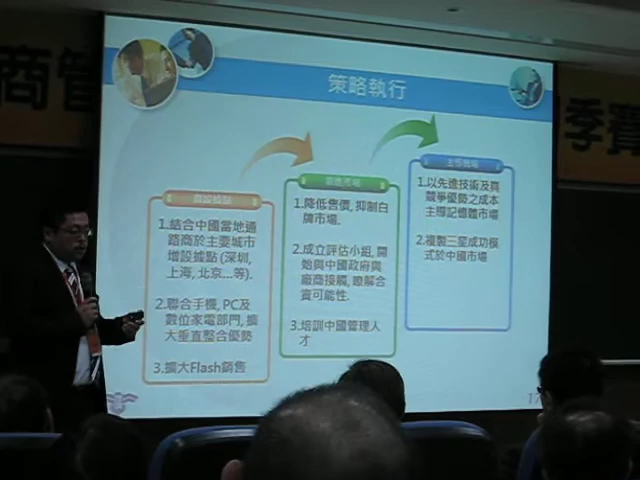 商管
策略執行
季費
1.結合中國當地通
路商於主要城市
增設據點 (深圳,
上海, 北京...等).
2.聯合手機, PC及
數位家電部門, 擴
大垂直整合優勢
3.擴大Flash銷售
1.降低售價, 抑制白
牌市場.
2.成立評估小組, 開
始與中國政府與
廠商接觸, 瞭解合
資可能性.
3.培訓中國管理人
才
主導市場
1.以先進技術及具
競爭優勢之成本
主導記憶體市場
2.複製三星成功模
式於中國市場
17